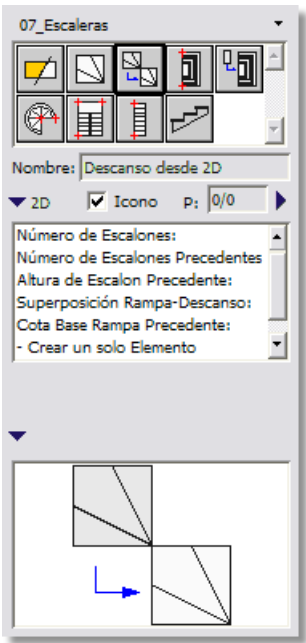 07_Escaleras
Nombre: Descanso desde 2D
2D Icono P: 0/0
Número de Escalones:
Número de Escalones Precedentes
Altura de Escalon Precedente:
Superposición Rampa-Descanso:
Cota Base Rampa Precedente:
- Crear un solo Elemento